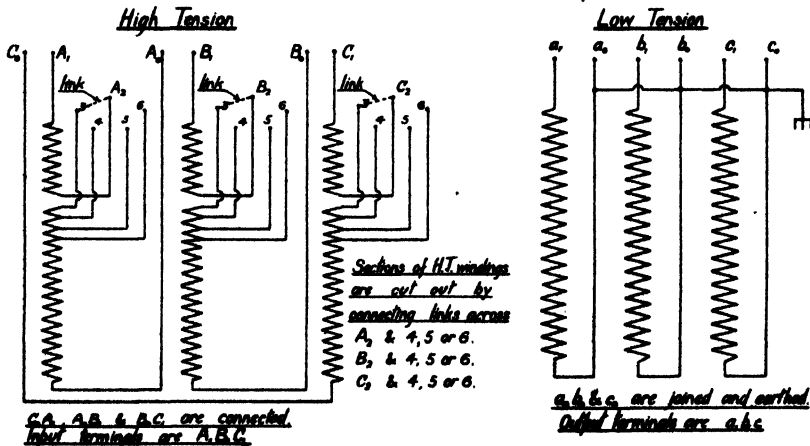 High Tension
C₀ A₁ A₀ B₁ B₀ C₁
link A₂ link B₂ link C₂
3 4 5 6 4 5 6 4 5 6
Sections of H.T. windings
are cut out by
connecting links across
A₂ & 4, 5 or 6.
B₂ & 4, 5 or 6.
C₂ & 4, 5 or 6.
C₀A₁ A₀B₁ & B₀C₁ are connected.
Input terminals are A₁B₁C₁
Low Tension
a₁ a₀ b₁ b₀ c₁ c₀
a₀ b₀ & c₀ are joined and earthed.
Output terminals are a₁b₁c₁